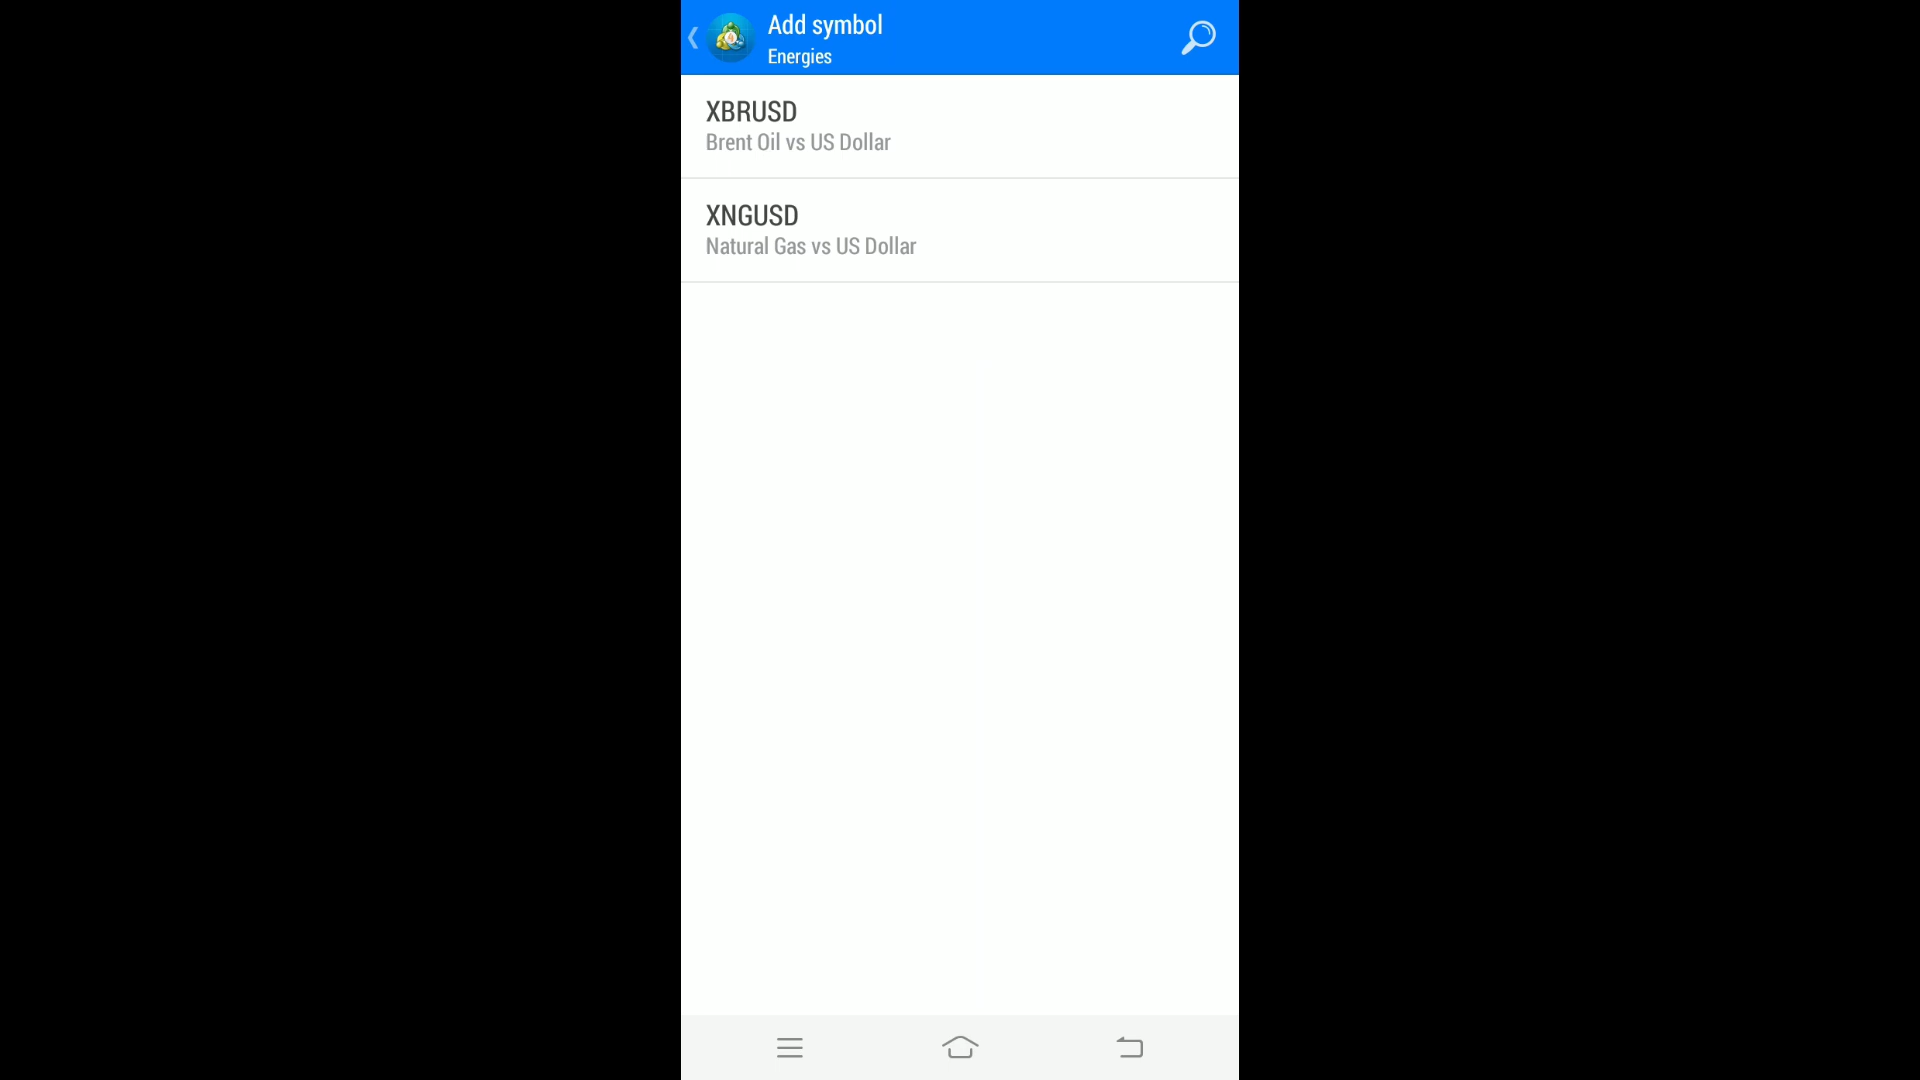 Add symbol
Energies
XBRUSD
Brent Oil vs US Dollar
XNGUSD
Natural Gas vs US Dollar